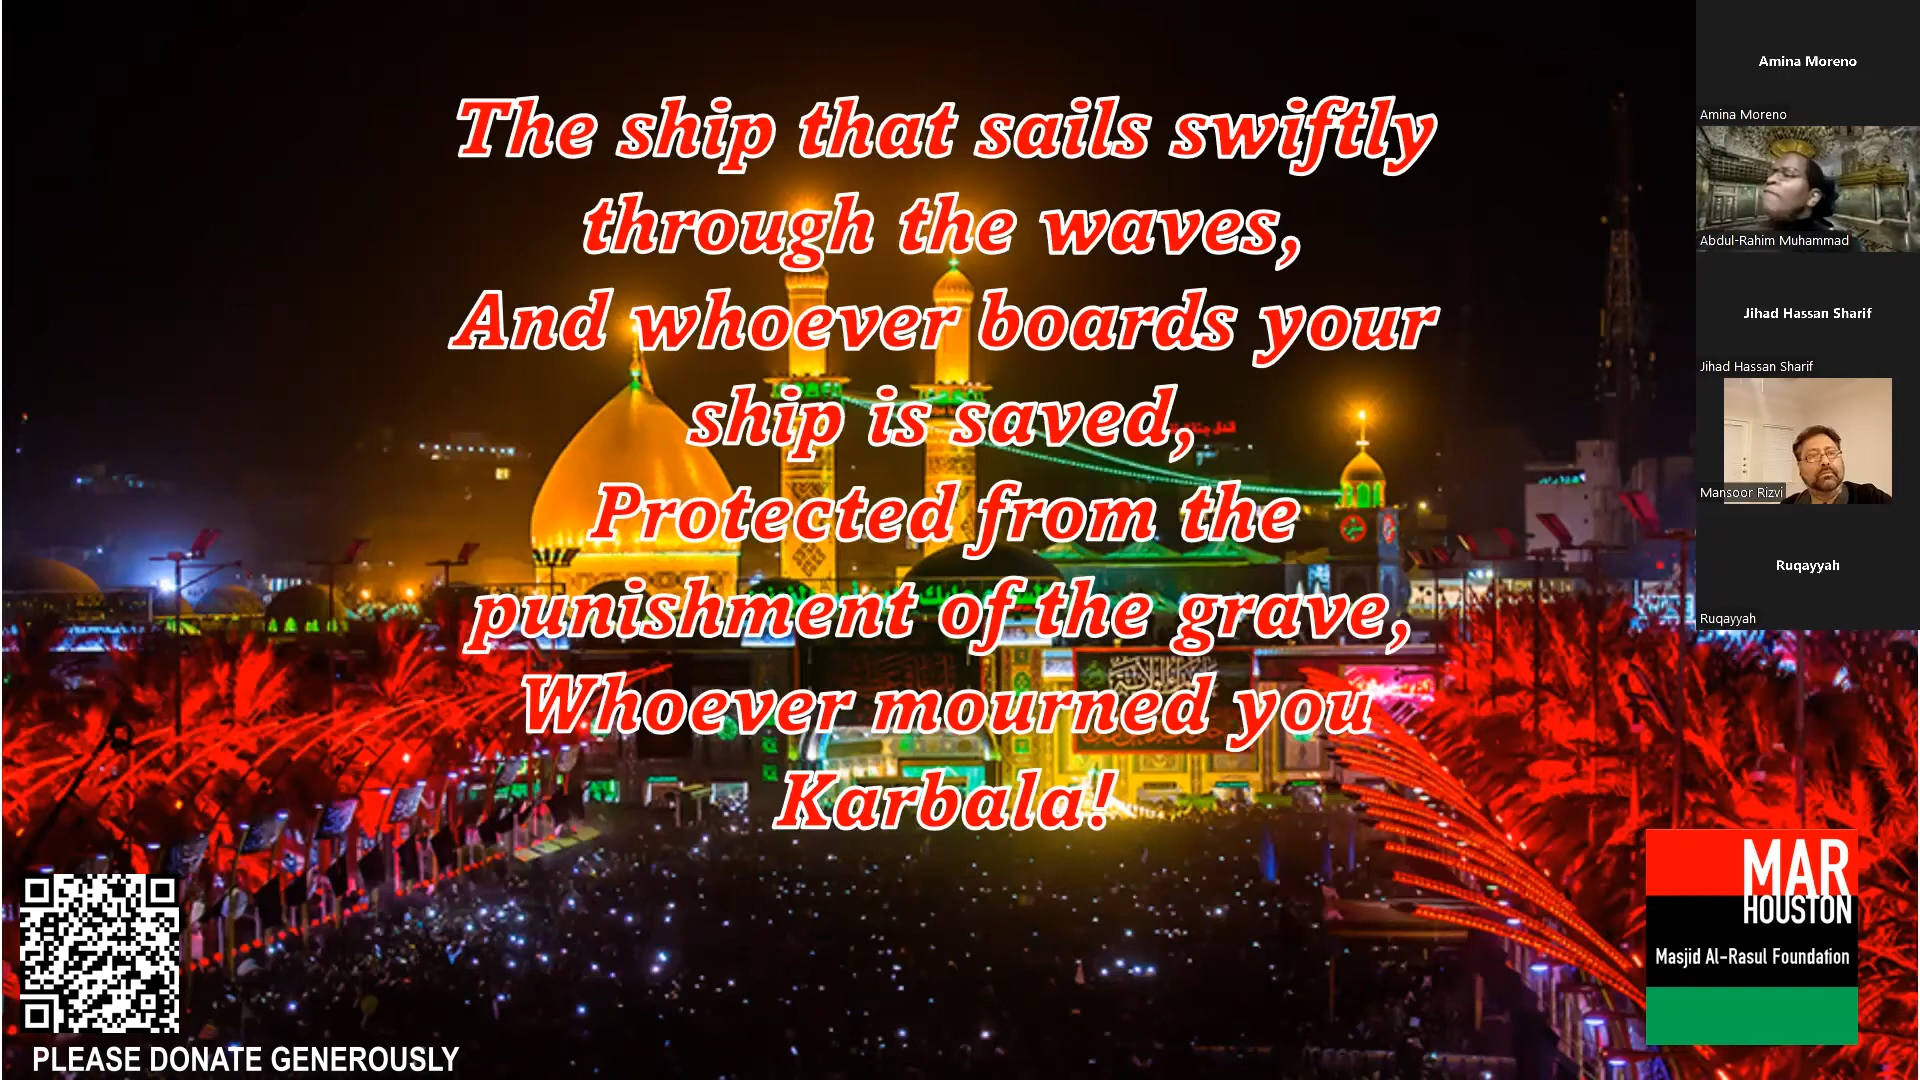 The ship that sails swiftly
through the waves,
And whoever boards your
ship is saved,
Protected from the
punishment of the grave,
Whoever mourned you
Karbala!
Amina Moreno
Amina Moreno
Abdul-Rahim Muhammad
Jihad Hassan Sharif
Jihad Hassan Sharif
Mansoor Rizvi
Ruqayyah
Ruqayyah
PLEASE DONATE GENEROUSLY
MAR
HOUSTON
Masjid Al-Rasul Foundation